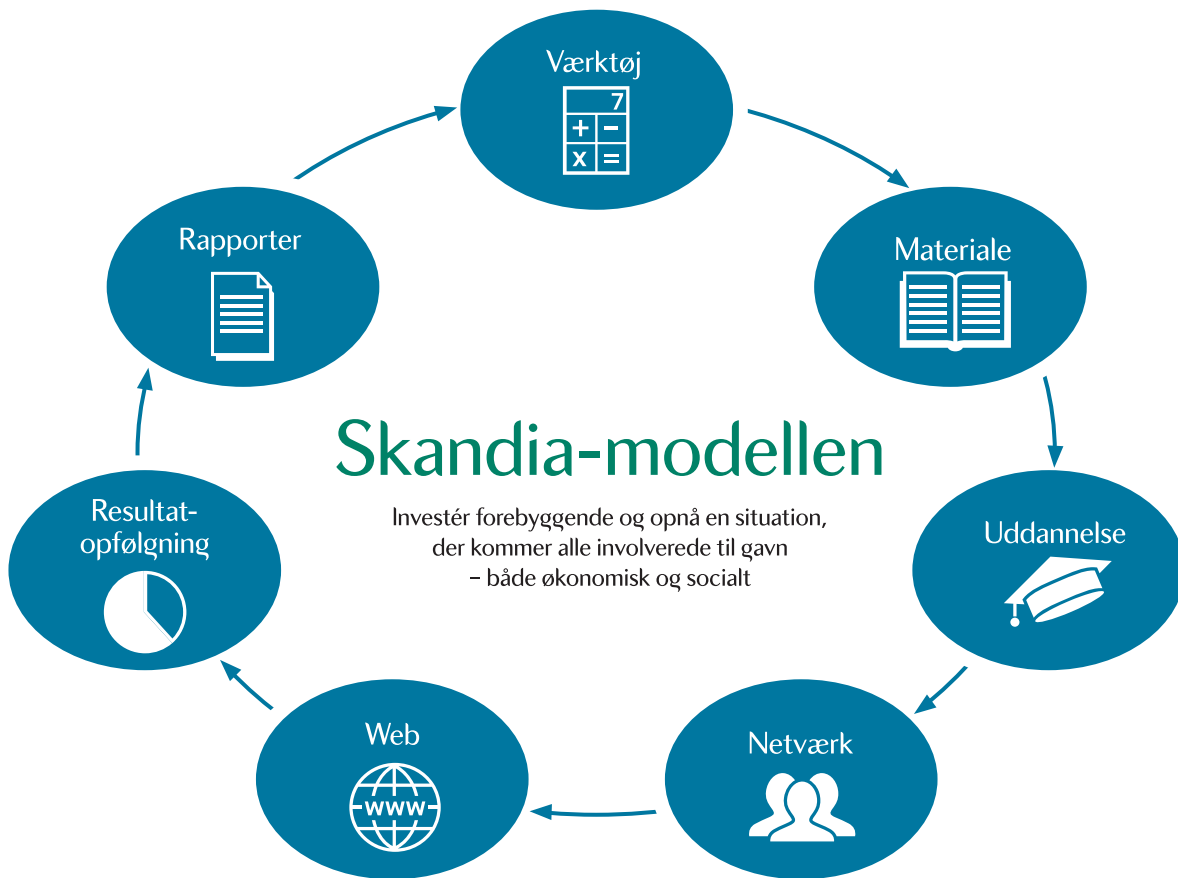 Værktøj
7
+ -
x =
Materiale
Uddannelse
Netværk
Web
WWW
Resultat-
opfølgning
Rapporter
Skandia-modellen
Investér forebyggende og opnå en situation,
der kommer alle involverede til gavn
– både økonomisk og socialt